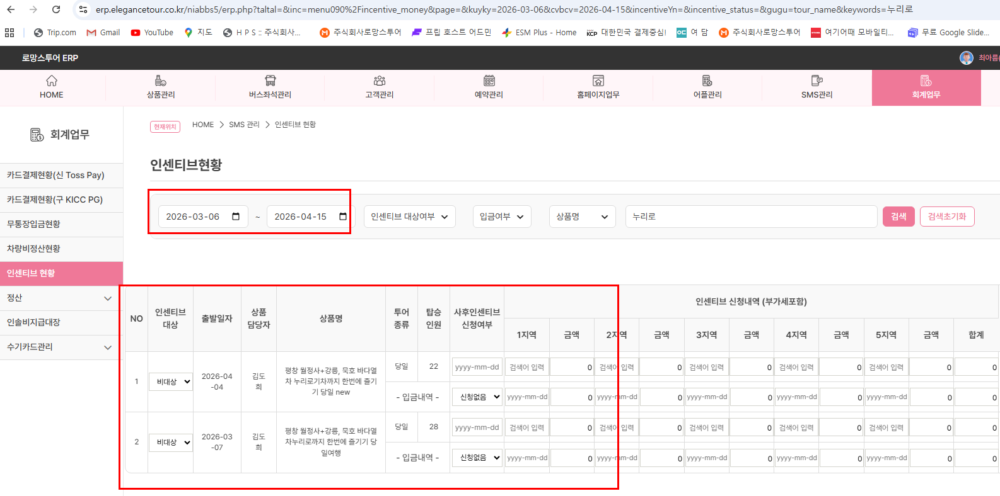 erp.elegancetour.co.kr/niabbs5/erp.php?taltal=&inc=menu090%2Fincentive_money&page=&kuyky=2026-03-06&cvbcv=2026-04-15&incentiveYn=&incentive_status=&gugu=tour_name&keywords=누리로
Trip.com Gmail YouTube 지도 H P S :: 주식회사... 주식회사로망스투어 프립 호스트 어드민 ESM Plus - Home KCP 대한민국 결제중심! 여 담 주식회사로망스투어 여기어때 모바일티... 무료 Google Slide...
로망스투어 ERP 최아름
HOME 상품관리 버스좌석관리 고객관리 예약관리 홈페이지업무 어플관리 SMS관리 회계업무
회계업무
카드결제현황(신 Toss Pay)
카드결제현황(구 KICC PG)
무통장입금현황
차량비정산현황
인센티브 현황
정산
인솔비지급대장
수기카드관리
현재위치 HOME > SMS 관리 > 인센티브 현황
인센티브현황
2026-03-06 ~ 2026-04-15 인센티브 대상여부 입금여부 상품명 누리로 검색 검색초기화
NO 인센티브 대상 출발일자 상품 담당자 상품명 투어 종류 탑승 인원 사후인센티브 신청여부 인센티브 신청내역 (부가세포함)
1지역 금액 2지역 금액 3지역 금액 4지역 금액 5지역 금액 합계
1 비대상 2026-04-04 김도희 평창 월정사+강릉, 묵호 바다열차 누리로기차까지 한번에 즐기기 당일 new 당일 22 yyyy-mm-dd 검색어 입력 0 검색어 입력 0 검색어 입력 0 검색어 입력 0 검색어 입력 0 0
- 입금내역 - 신청없음 yyyy-mm-dd 0 yyyy-mm-dd 0 yyyy-mm-dd 0 yyyy-mm-dd 0 yyyy-mm-dd 0 0
2 비대상 2026-03-07 김도희 평창 월정사+강릉, 묵호 바다열차누리로까지 한번에 즐기기 당일여행 당일 28 yyyy-mm-dd 검색어 입력 0 검색어 입력 0 검색어 입력 0 검색어 입력 0 검색어 입력 0 0
- 입금내역 - 신청없음 yyyy-mm-dd 0 yyyy-mm-dd 0 yyyy-mm-dd 0 yyyy-mm-dd 0 yyyy-mm-dd 0 0